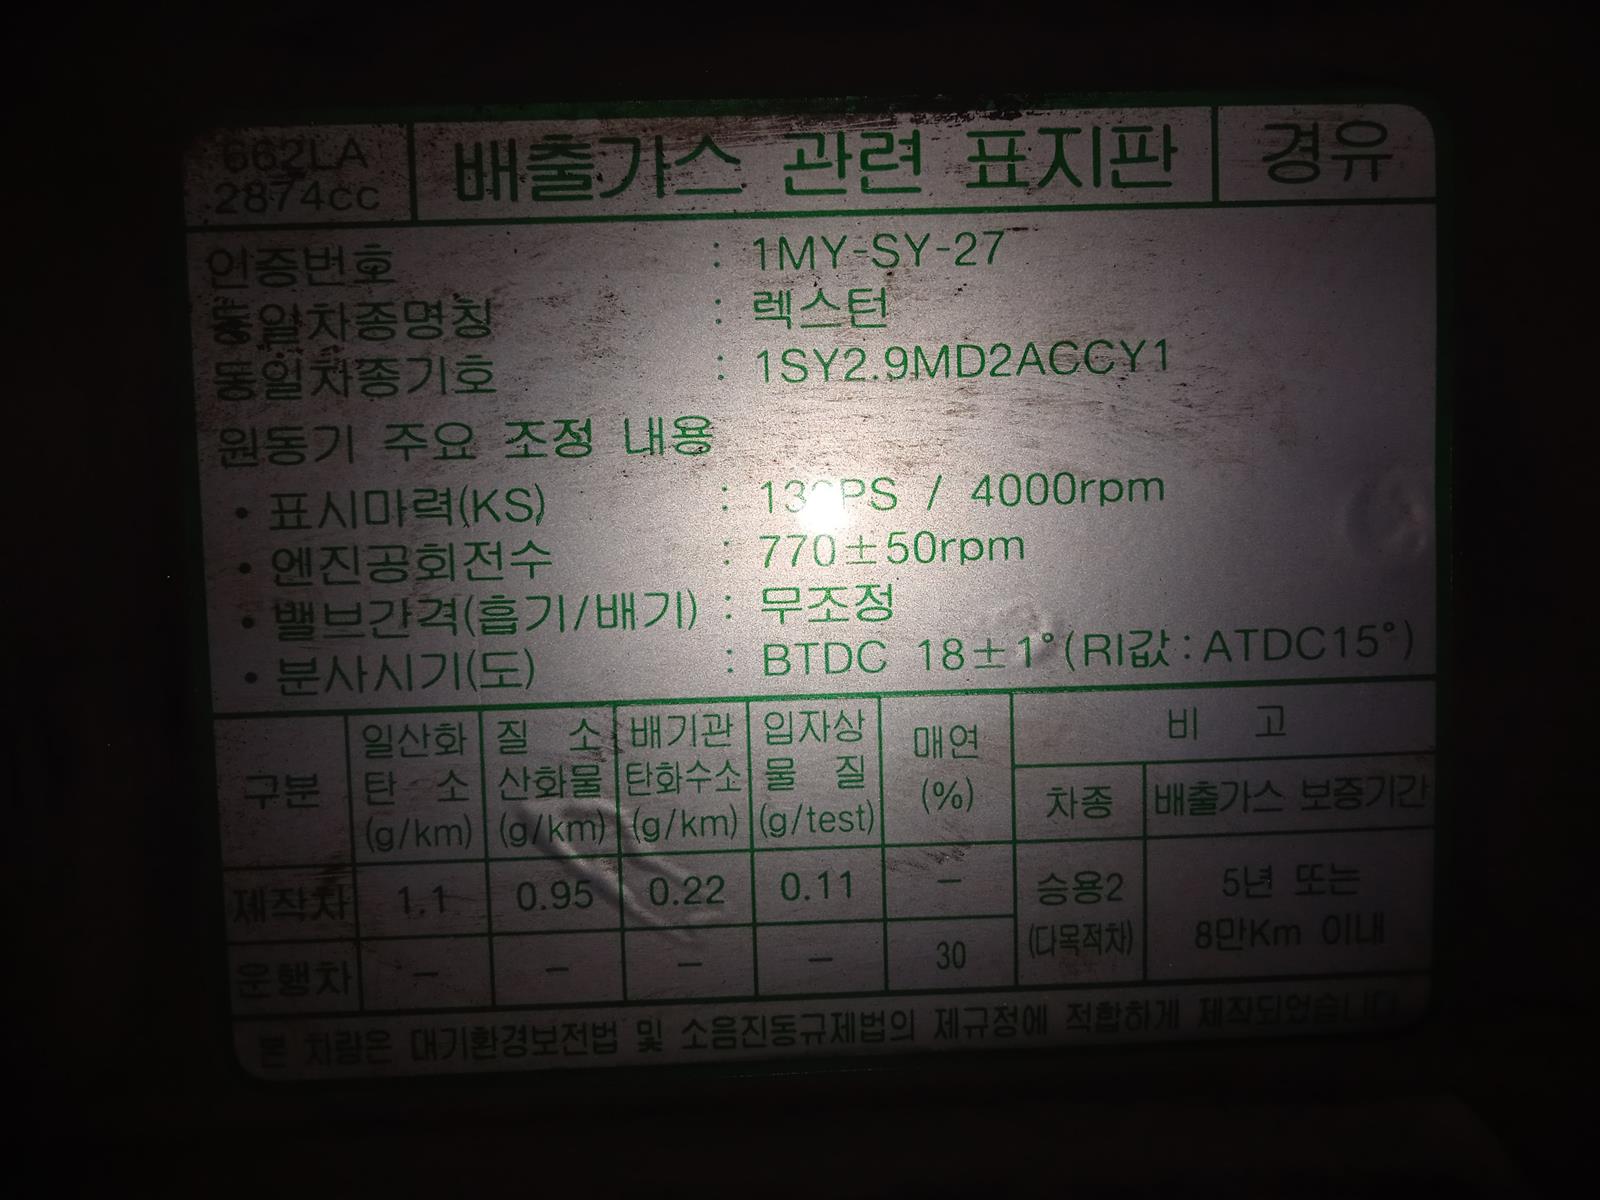 662LA
2874cc
배출가스 관련 표지판
경유
인증번호 : 1MY-SY-27
동일차종명칭 : 렉스턴
동일차종기호 : 1SY2.9MD2ACCY1
원동기 주요 조정 내용
• 표시마력(KS) : / 4000rpm
• 엔진공회전수 : 770±50rpm
• 밸브간격(흡기/배기) : 무조정
• 분사시기(도) : BTDC 18±1°(RI값:ATDC15°)
구분 일산화 탄소 (g/km) 질소 산화물 (g/km) 배기관 탄화수소 (g/km) 입자상 물질 (g/test) 매연 (%) 비고
차종 배출가스 보증기간
제작차 1.1 0.95 0.22 0.11 – 승용2 (다목적차) 5년 또는 8만Km 이내
운행차 – – – – 30
본 차량은 대기환경보전법 및 소음진동규제법의 제규정에 적합하게 제작되었습니다